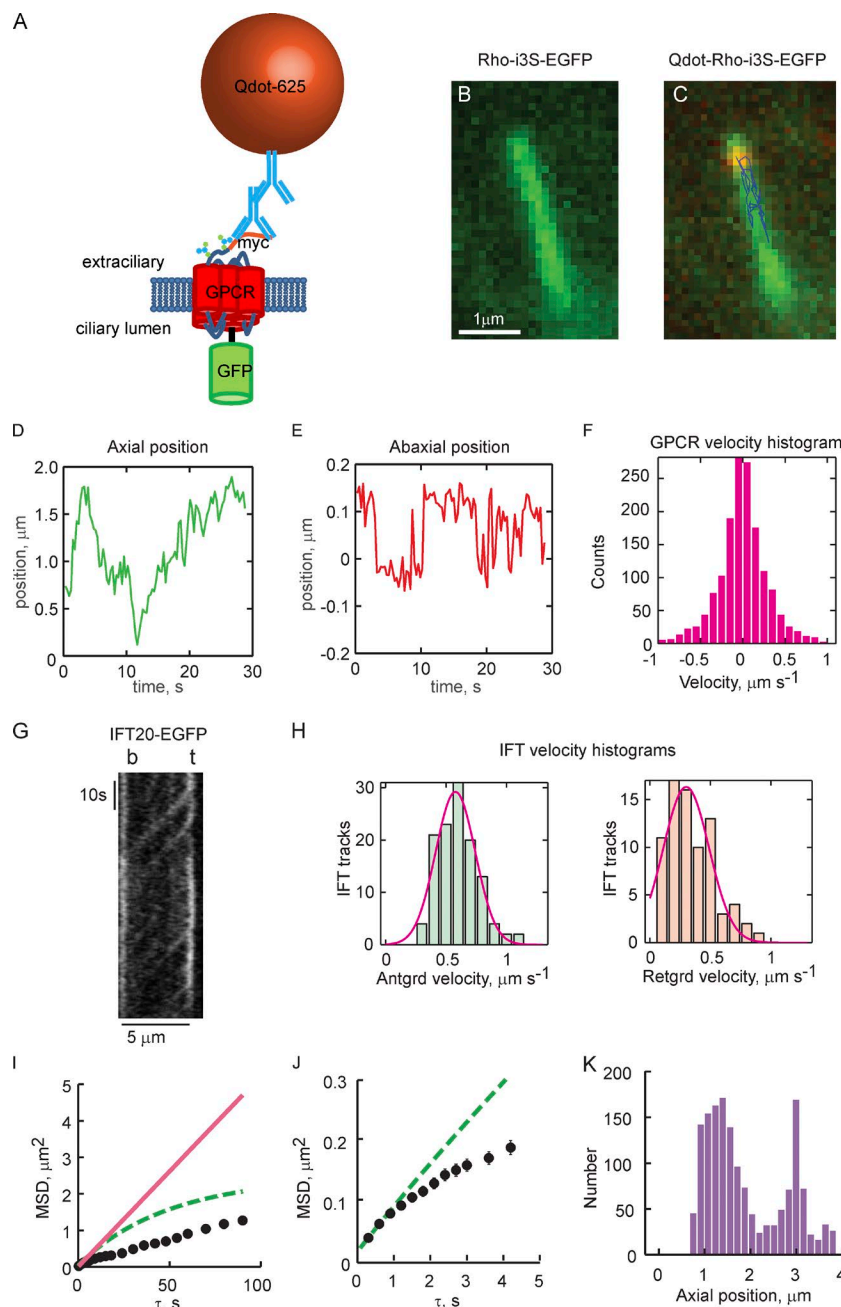 A
Qdot-625
myc
extraciliary
GPCR
ciliary lumen
GFP
Rho-i3S-EGFP
B
1μm
Qdot-Rho-i3S-EGFP
C
D
Axial position
position, μm
2.0
1.5
1.0
0.5
0
0
10
20
30
time, s
E
Abaxial position
position, μm
0.2
0.1
0
-0.1
-0.2
0
10
20
30
time, s
F
GPCR velocity histogram
Counts
250
200
150
100
50
0
-1
-0.5
0
0.5
1
Velocity, μm s-1
G
IFT20-EGFP
b
t
10s
5 μm
H
IFT velocity histograms
IFT tracks
30
20
10
0
0
0.5
1
Antgrd velocity, μm s-1
IFT tracks
15
10
5
0
0
0.5
1
Retgrd velocity, μm s-1
I
MSD, μm2
5
4
3
2
1
0
0
50
100
τ, s
J
MSD, μm2
0.3
0.2
0.1
0
0
1
2
3
4
5
τ, s
K
Number
200
150
100
50
0
0
1
2
3
4
Axial position, μm